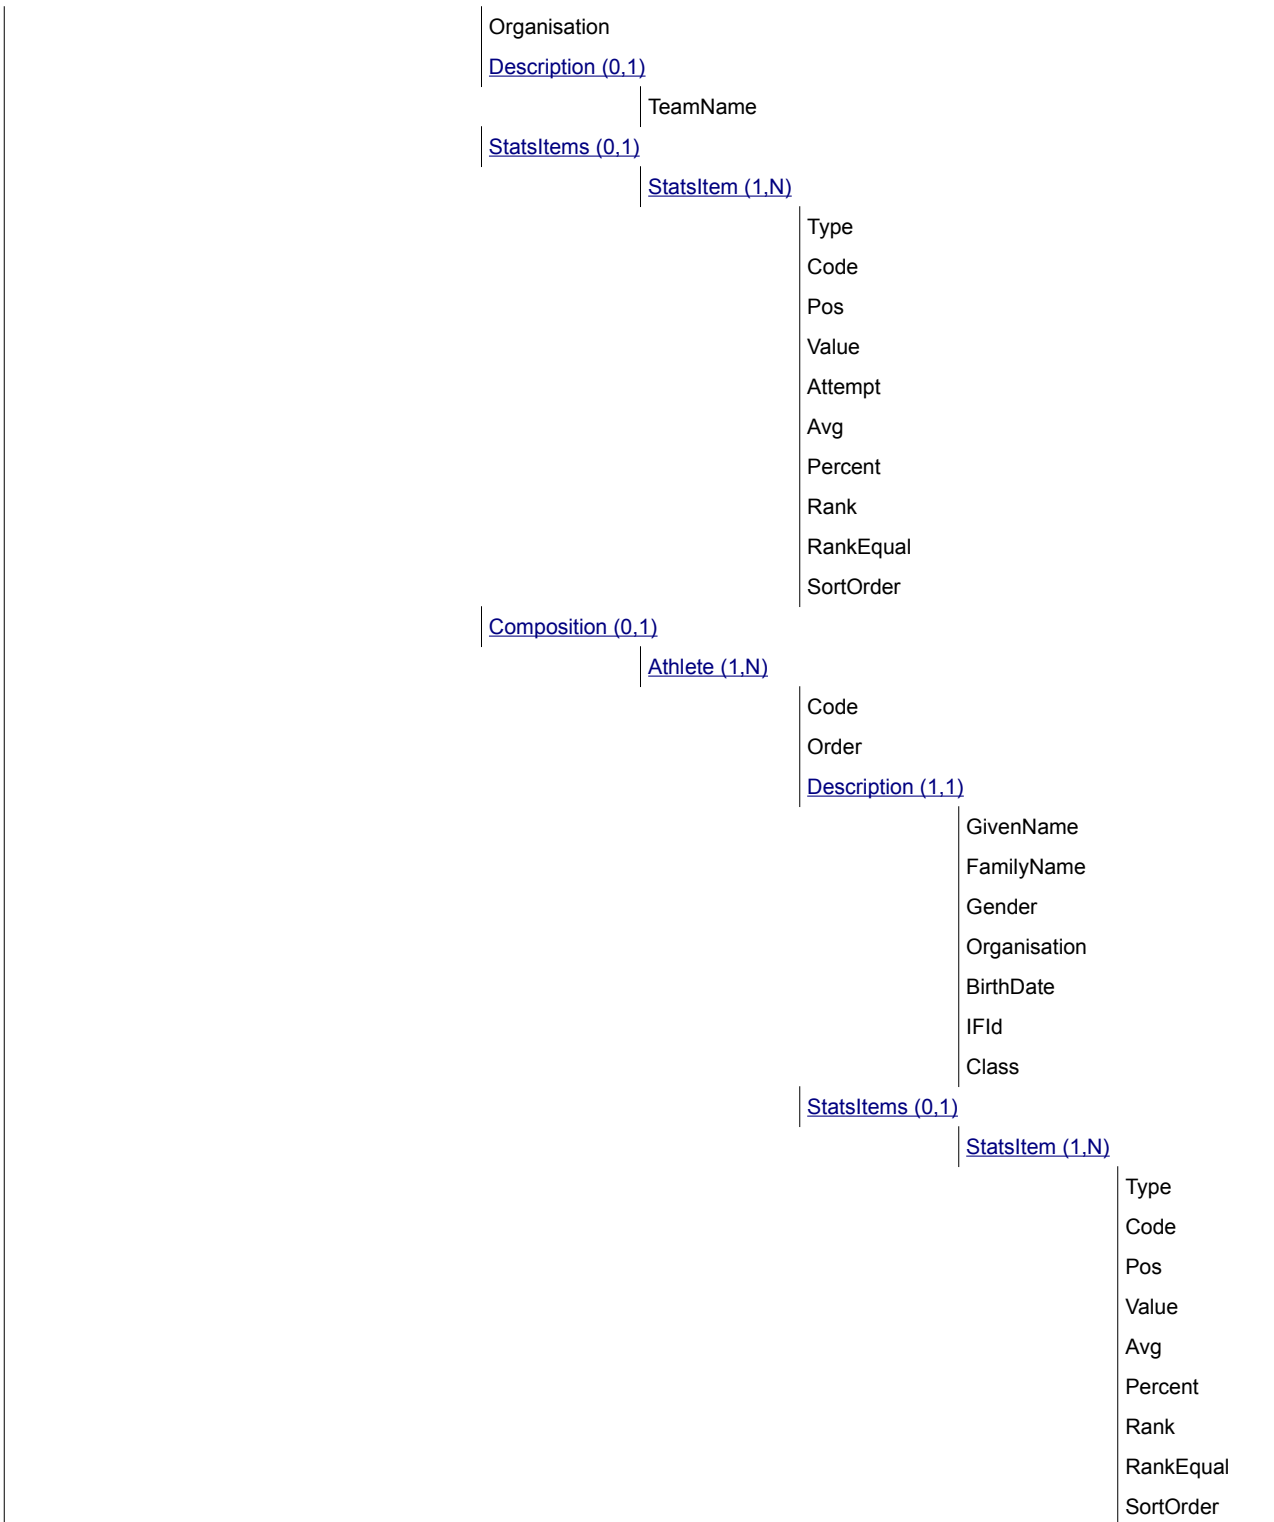 Organisation
Description (0,1)
TeamName
StatsItems (0,1)
StatsItem (1,N)
Type
Code
Pos
Value
Attempt
Avg
Percent
Rank
RankEqual
SortOrder
Composition (0,1)
Athlete (1,N)
Code
Order
Description (1,1)
GivenName
FamilyName
Gender
Organisation
BirthDate
IFId
Class
StatsItems (0,1)
StatsItem (1,N)
Type
Code
Pos
Value
Avg
Percent
Rank
RankEqual
SortOrder